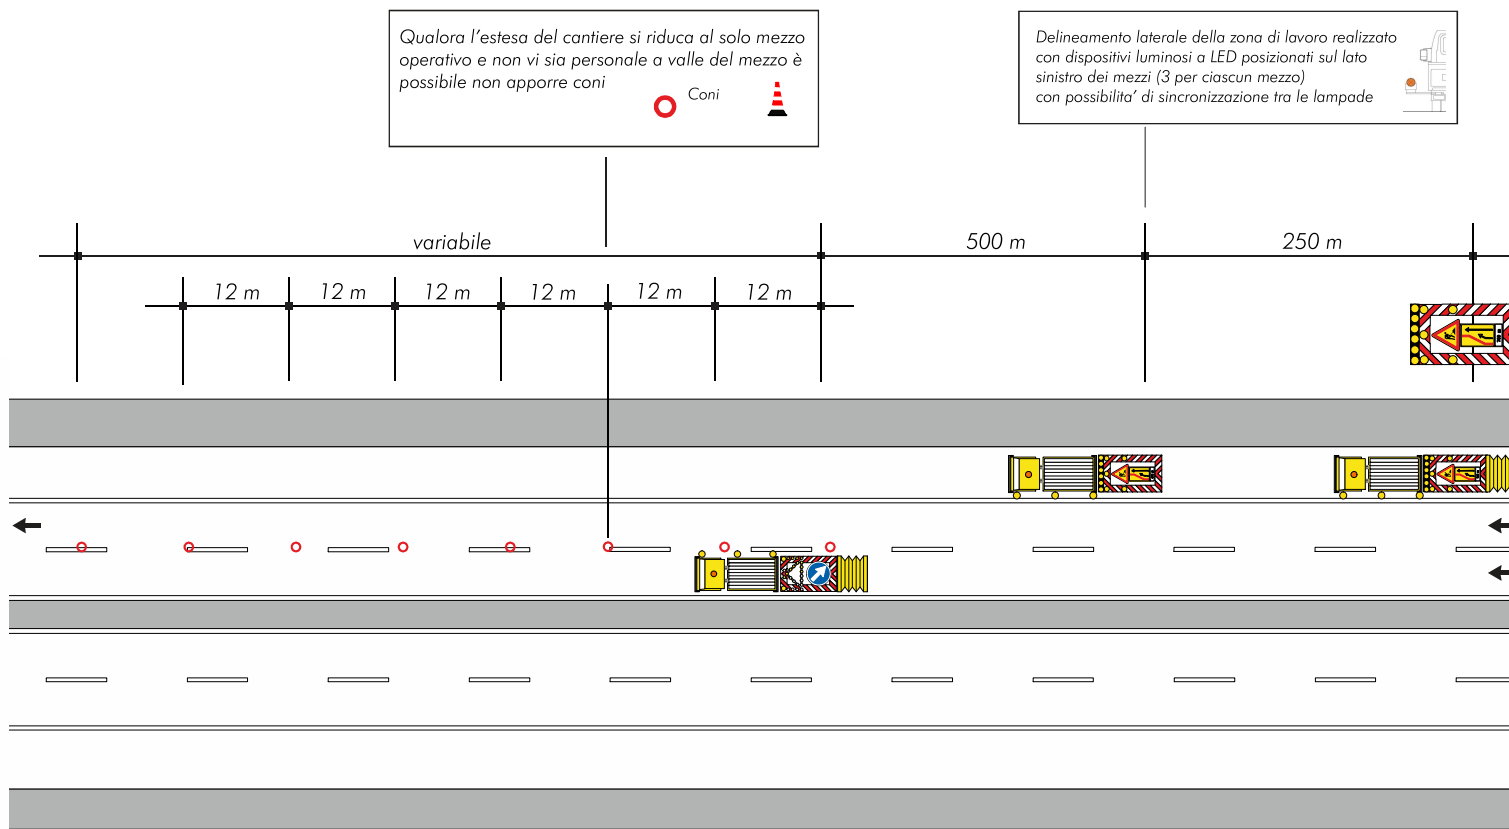 Qualora l'estesa del cantiere si riduca al solo mezzo
operativo e non vi sia personale a valle del mezzo è
possibile non apporre coni
Coni
Delineamento laterale della zona di lavoro realizzato
con dispositivi luminosi a LED posizionati sul lato
sinistro dei mezzi (3 per ciascun mezzo)
con possibilita' di sincronizzazione tra le lampade
variabile
500 m
250 m
12 m
12 m
12 m
12 m
12 m
12 m